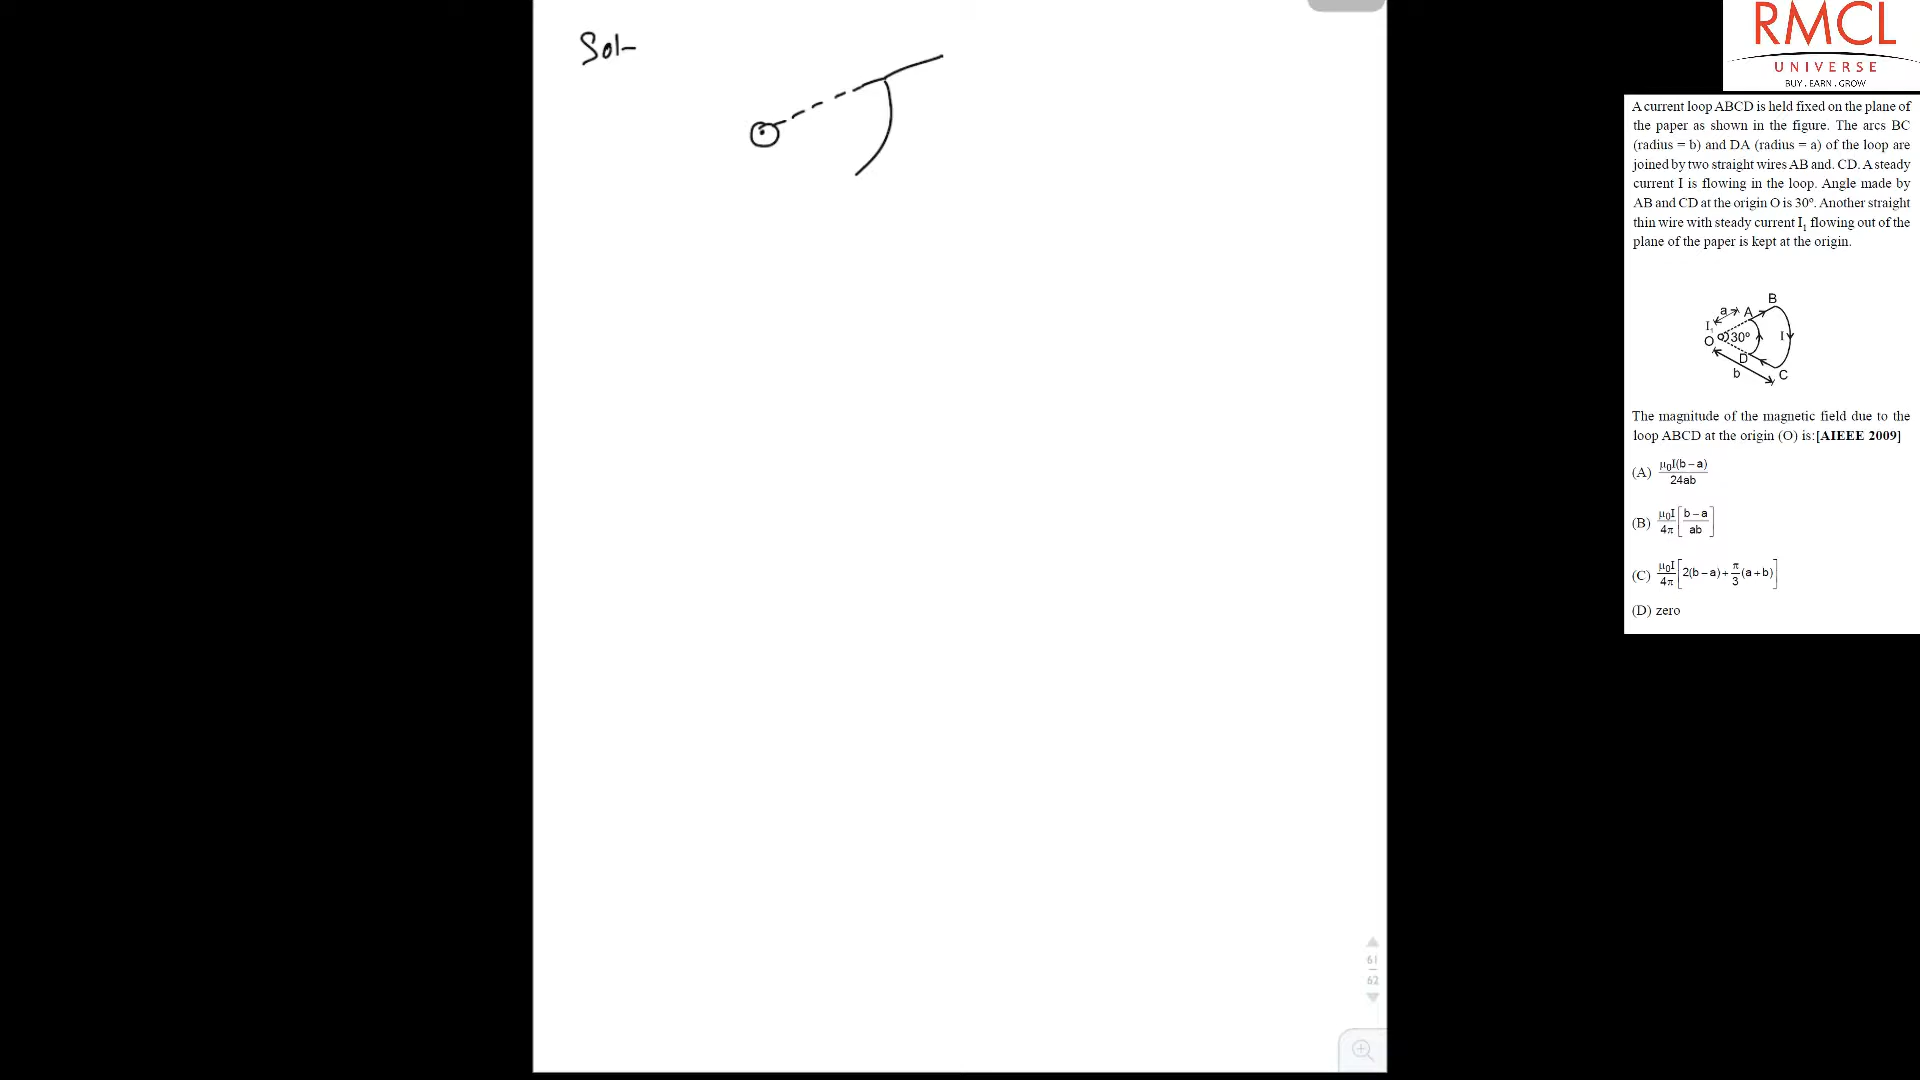 Sol-
RMCL
UNIVERSE
BUY . EARN . GROW
A current loop ABCD is held fixed on the plane of
the paper as shown in the figure. The arcs BC
(radius = b) and DA (radius = a) of the loop are
joined by two straight wires AB and. CD. A steady
current I is flowing in the loop. Angle made by
AB and CD at the origin O is 30º. Another straight
thin wire with steady current I₁ flowing out of the
plane of the paper is kept at the origin.
B
a A
I₁
O 30º I
D
b C
The magnitude of the magnetic field due to the
loop ABCD at the origin (O) is:[AIEEE 2009]
(A) μ₀I(b – a) / 24ab
(B) μ₀I / 4π [ b – a / ab ]
(C) μ₀I / 4π [ 2(b – a) + π / 3 (a + b) ]
(D) zero
61
62